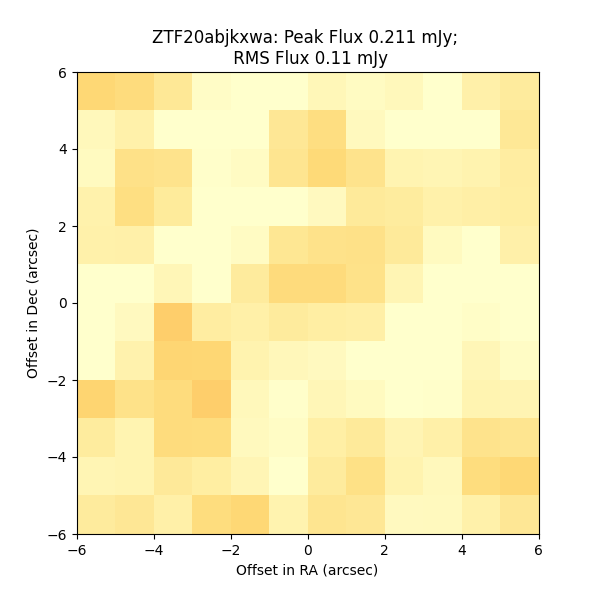 ZTF20abjkxwa: Peak Flux 0.211 mJy;
RMS Flux 0.11 mJy
6
4
2
0
−2
−4
−6
Offset in Dec (arcsec)
−6 −4 −2 0 2 4 6
Offset in RA (arcsec)